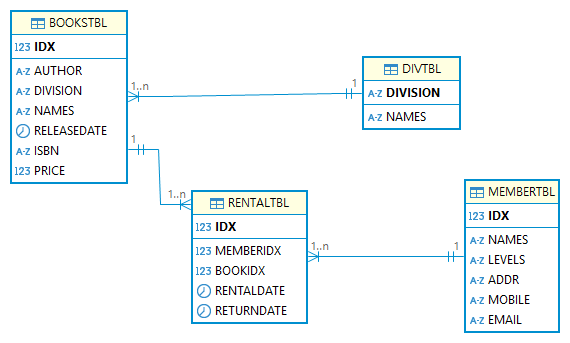 BOOKSTBL
123 IDX
A-Z AUTHOR
A-Z DIVISION
A-Z NAMES
RELEASEDATE
A-Z ISBN
123 PRICE
1..n
1
DIVTBL
A-Z DIVISION
A-Z NAMES
1
1..n
RENTALTBL
123 IDX
123 MEMBERIDX
123 BOOKIDX
RENTALDATE
RETURNDATE
1..n
1
MEMBERTBL
123 IDX
A-Z NAMES
A-Z LEVELS
A-Z ADDR
A-Z MOBILE
A-Z EMAIL